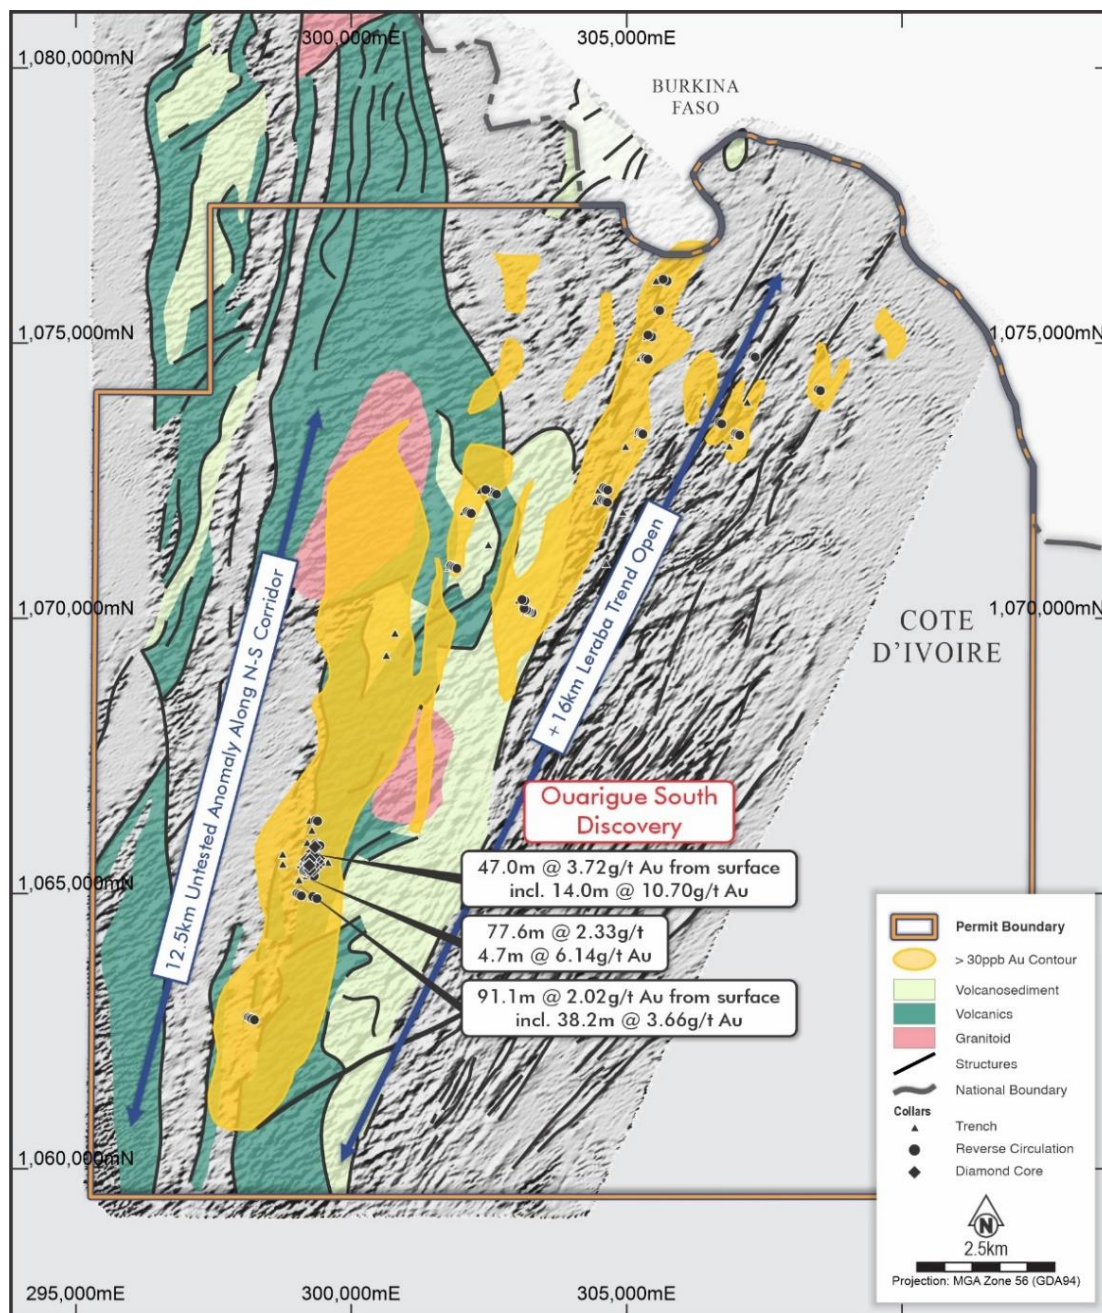 300,000mE
305,000mE
1,080,000mN
BURKINA
FASO
1,075,000mN
1,075,000mN
1,070,000mN
1,070,000mN
COTE
D'IVOIRE
12.5km Untested Anomaly Along N-S Corridor
+16km Leraba Trend Open
Ouarigue South
Discovery
47.0m @ 3.72g/t Au from surface
incl. 14.0m @ 10.70g/t Au
77.6m @ 2.33g/t
4.7m @ 6.14g/t Au
91.1m @ 2.02g/t Au from surface
incl. 38.2m @ 3.66g/t Au
1,065,000mN
1,060,000mN
295,000mE
300,000mE
305,000mE
Permit Boundary
> 30ppb Au Contour
Volcanosediment
Volcanics
Granitoid
Structures
National Boundary
Collars
Trench
Reverse Circulation
Diamond Core
N
2.5km
Projection: MGA Zone 56 (GDA94)